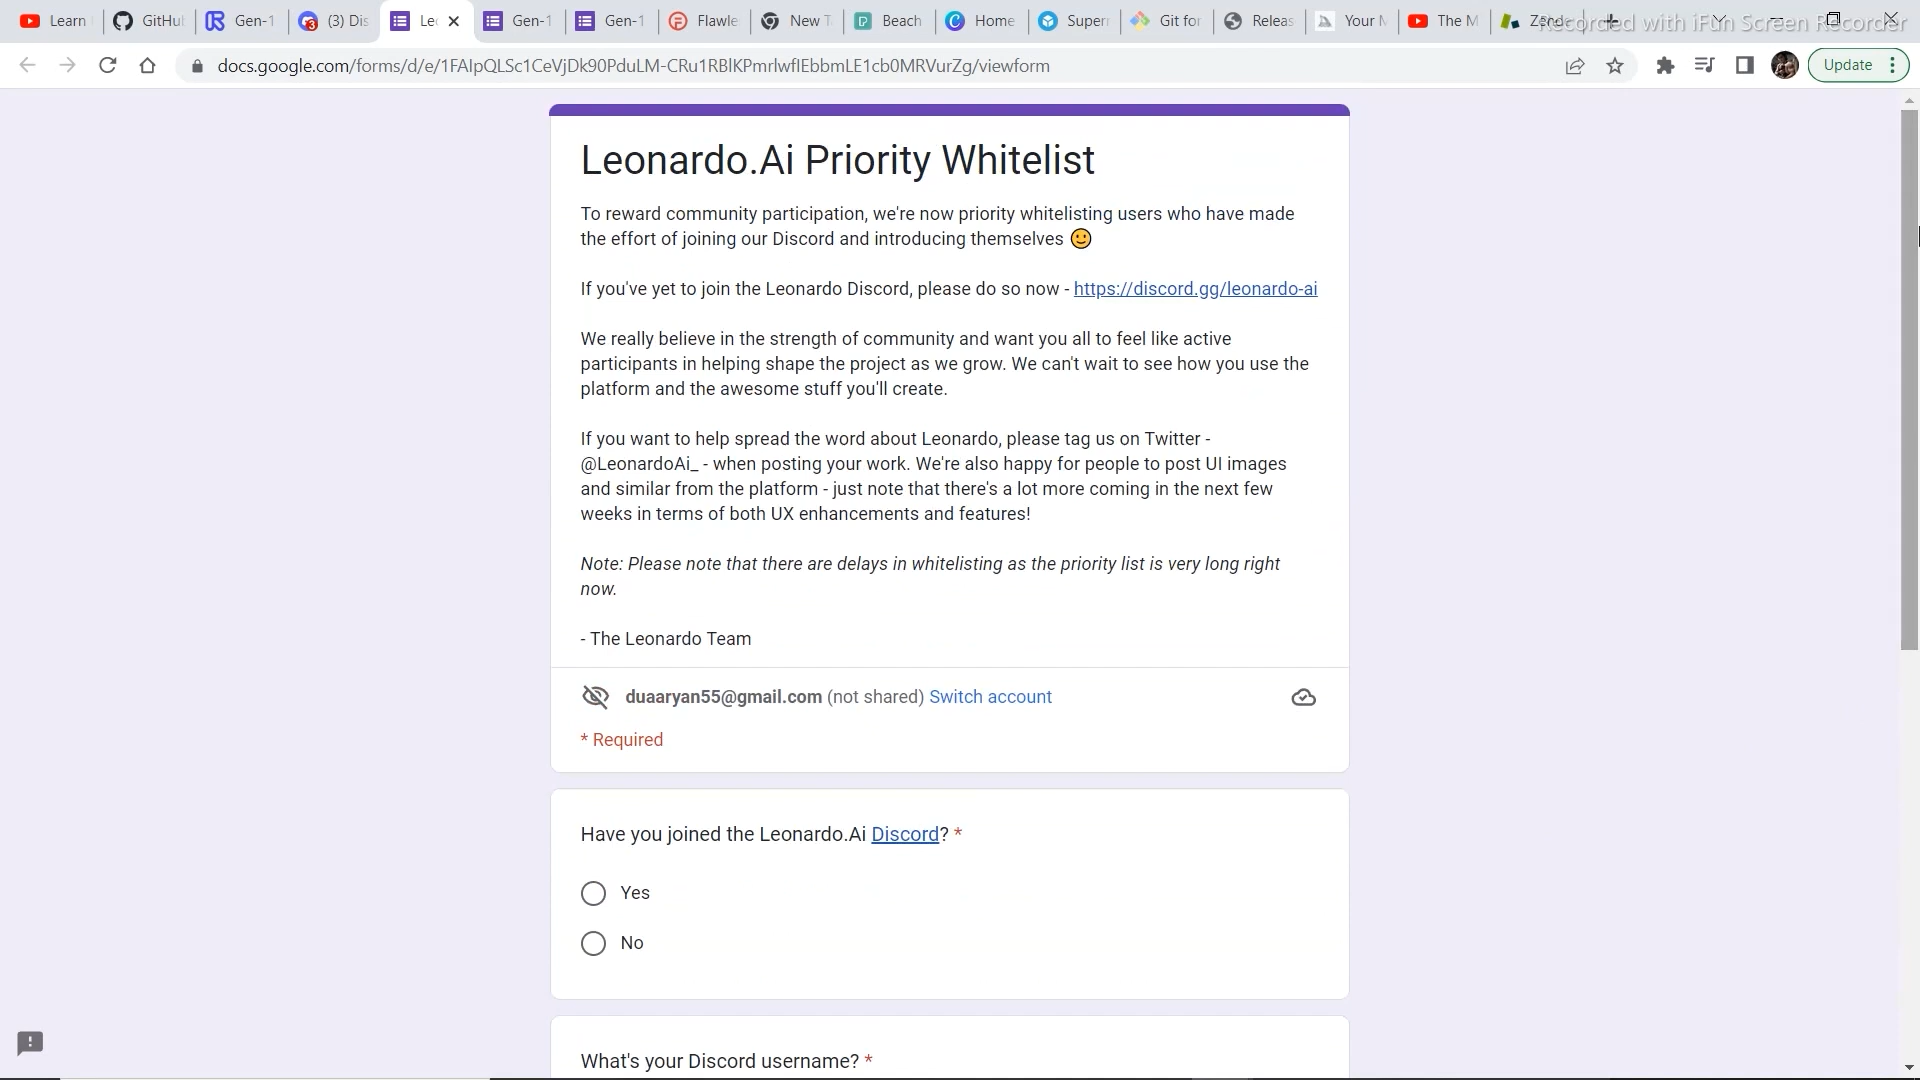 Learn
GitHu
Gen-1
(3) Dis
Le
Gen-1
Gen-1
Flawle
New T
Beach
Home
Super
Git for
Releas
Your M
The M
Recorded with iFun Screen Recorder
docs.google.com/forms/d/e/1FAIpQLSc1CeVjDk90PduLM-CRu1RBlKPmrlwfIEbbmLE1cb0MRVurZg/viewform
Update
Leonardo.Ai Priority Whitelist
To reward community participation, we're now priority whitelisting users who have made
the effort of joining our Discord and introducing themselves 🙂
If you've yet to join the Leonardo Discord, please do so now - https://discord.gg/leonardo-ai
We really believe in the strength of community and want you all to feel like active
participants in helping shape the project as we grow. We can't wait to see how you use the
platform and the awesome stuff you'll create.
If you want to help spread the word about Leonardo, please tag us on Twitter -
@LeonardoAi_ - when posting your work. We're also happy for people to post UI images
and similar from the platform - just note that there's a lot more coming in the next few
weeks in terms of both UX enhancements and features!
Note: Please note that there are delays in whitelisting as the priority list is very long right
now.
- The Leonardo Team
duaaryan55@gmail.com (not shared) Switch account
* Required
Have you joined the Leonardo.Ai Discord? *
Yes
No
What's your Discord username? *